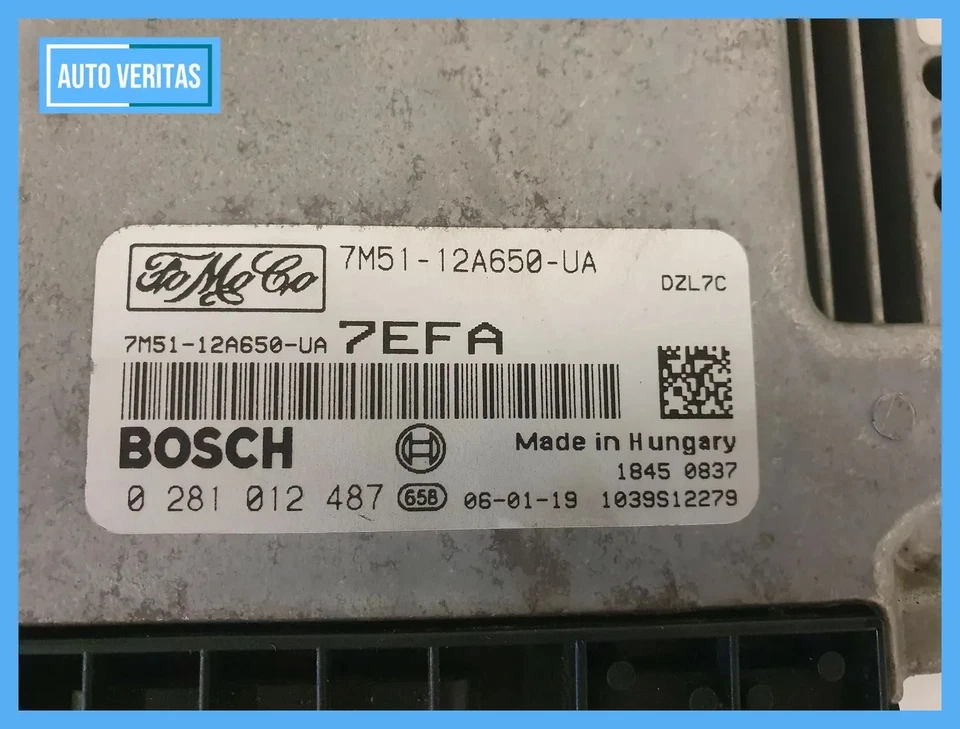 AUTO VERITAS
FoMoCo 7M51-12A650-UA
DZL7C
7M51-12A650-UA 7EFA
BOSCH Made in Hungary
1845 0837
0 281 012 487 65B 06-01-19 1039S12279